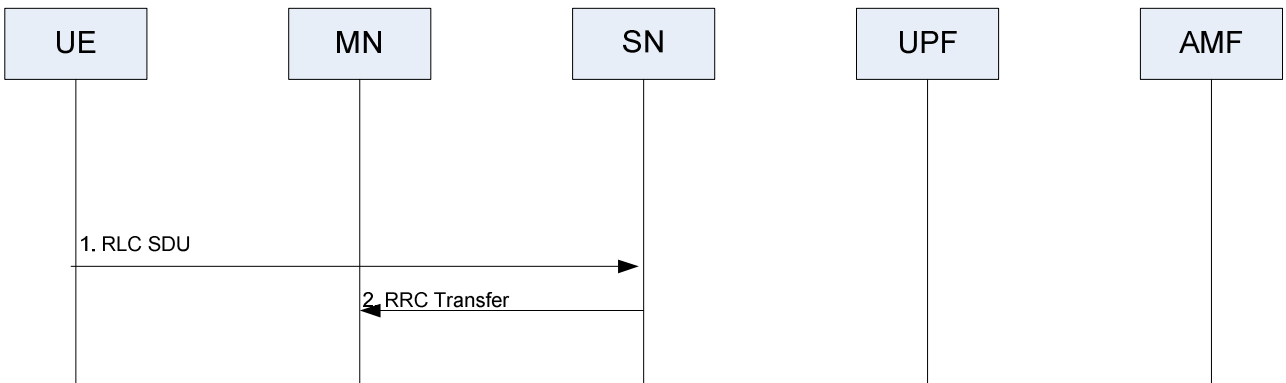 UE
MN
SN
UPF
AMF
1. RLC SDU
2. RRC Transfer